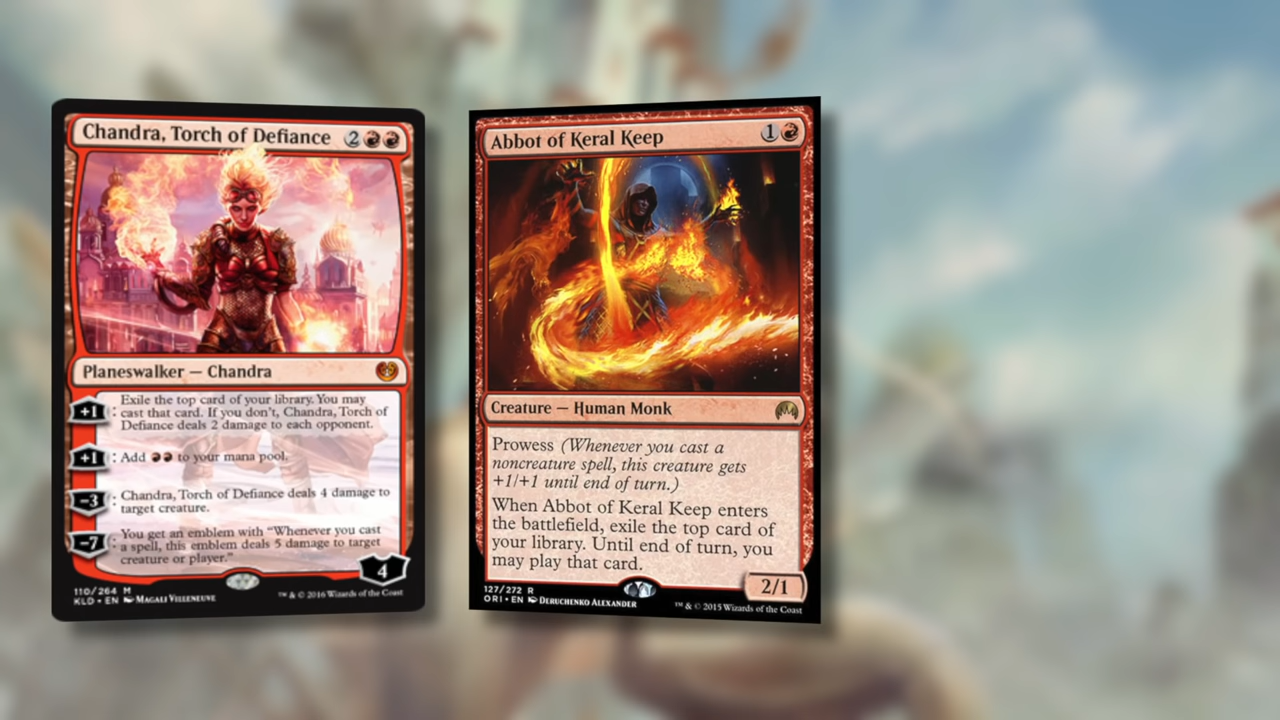 Chandra, Torch of Defiance 2
Planeswalker — Chandra
+1 : Exile the top card of your library. You may
cast that card. If you don't, Chandra, Torch of
Defiance deals 2 damage to each opponent.
+1 : Add to your mana pool.
-3 : Chandra, Torch of Defiance deals 4 damage to
target creature.
-7 : You get an emblem with "Whenever you cast
a spell, this emblem deals 5 damage to target
creature or player."
4
110/264 M
KLD • EN Magali Villeneuve
™ & © 2016 Wizards of the Coast
Abbot of Keral Keep 1
Creature — Human Monk
Prowess (Whenever you cast a
noncreature spell, this creature gets
+1/+1 until end of turn.)
When Abbot of Keral Keep enters
the battlefield, exile the top card of
your library. Until end of turn, you
may play that card.
2/1
127/272 R
ORI • EN Deruchenko Alexander
™ & © 2015 Wizards of the Coast